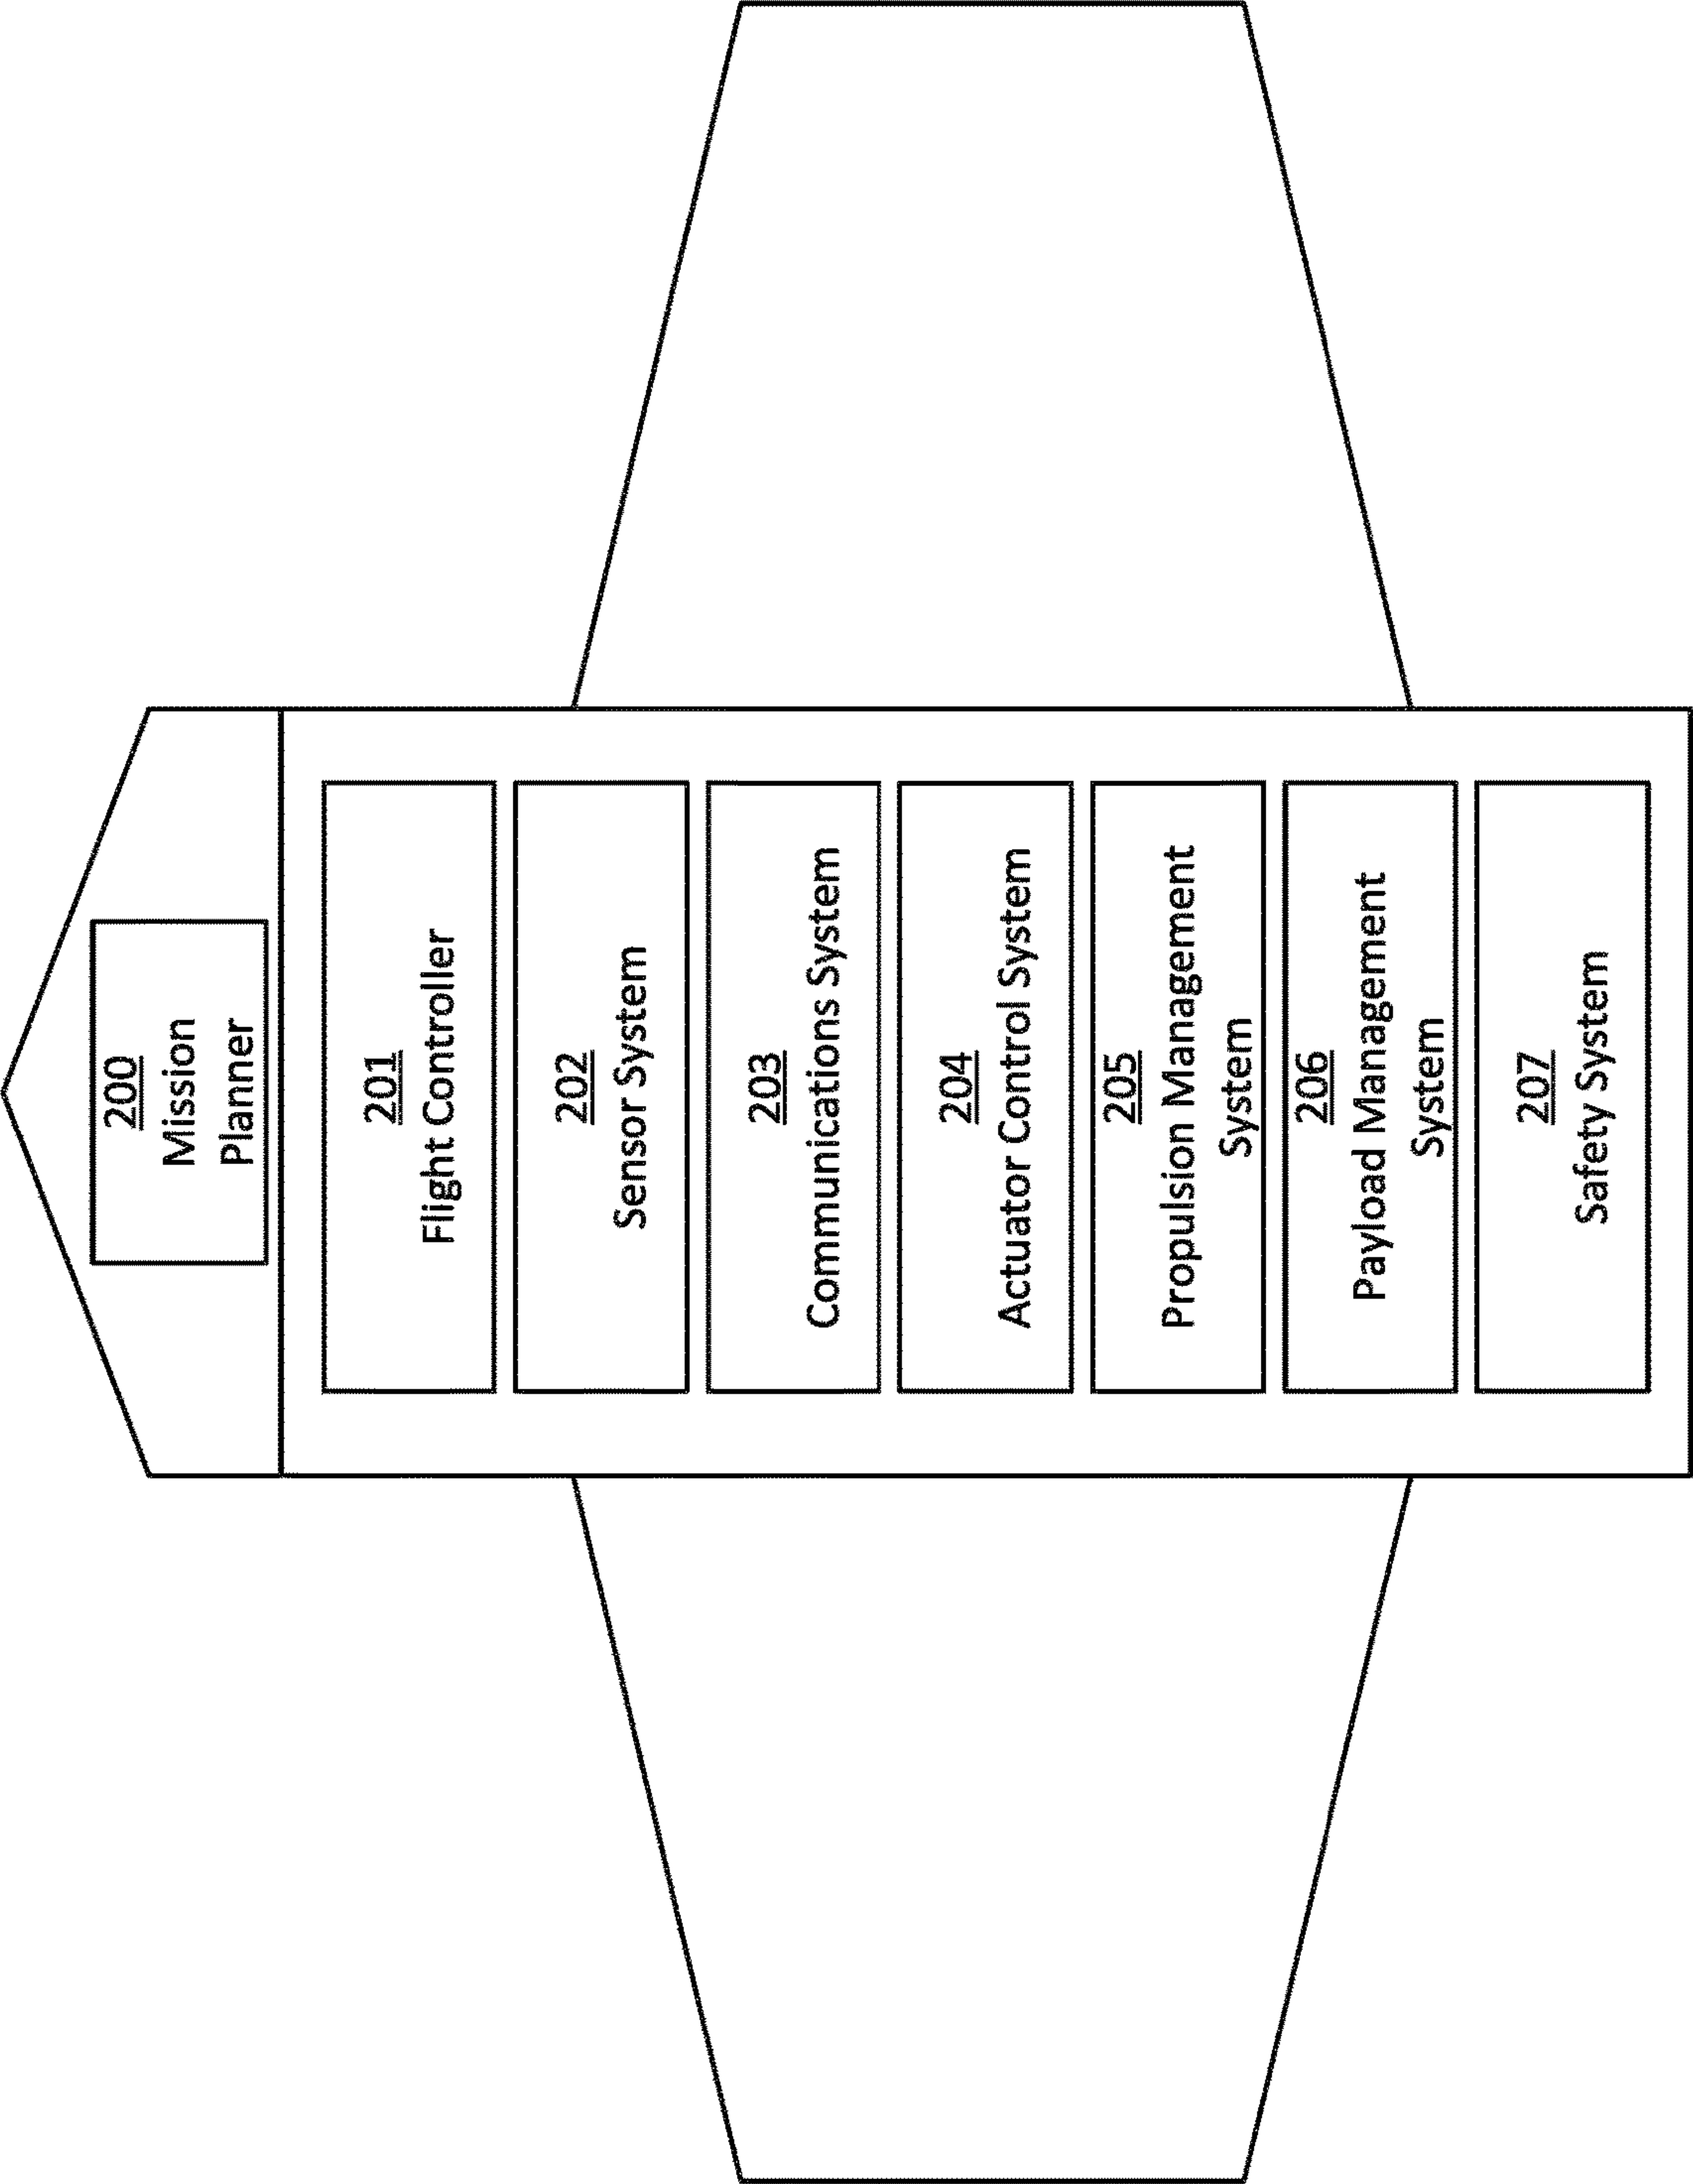 200
Mission
Planner
201
Flight Controller
202
Sensor System
203
Communications System
204
Actuator Control System
205
Propulsion Management
System
206
Payload Management
System
207
Safety System